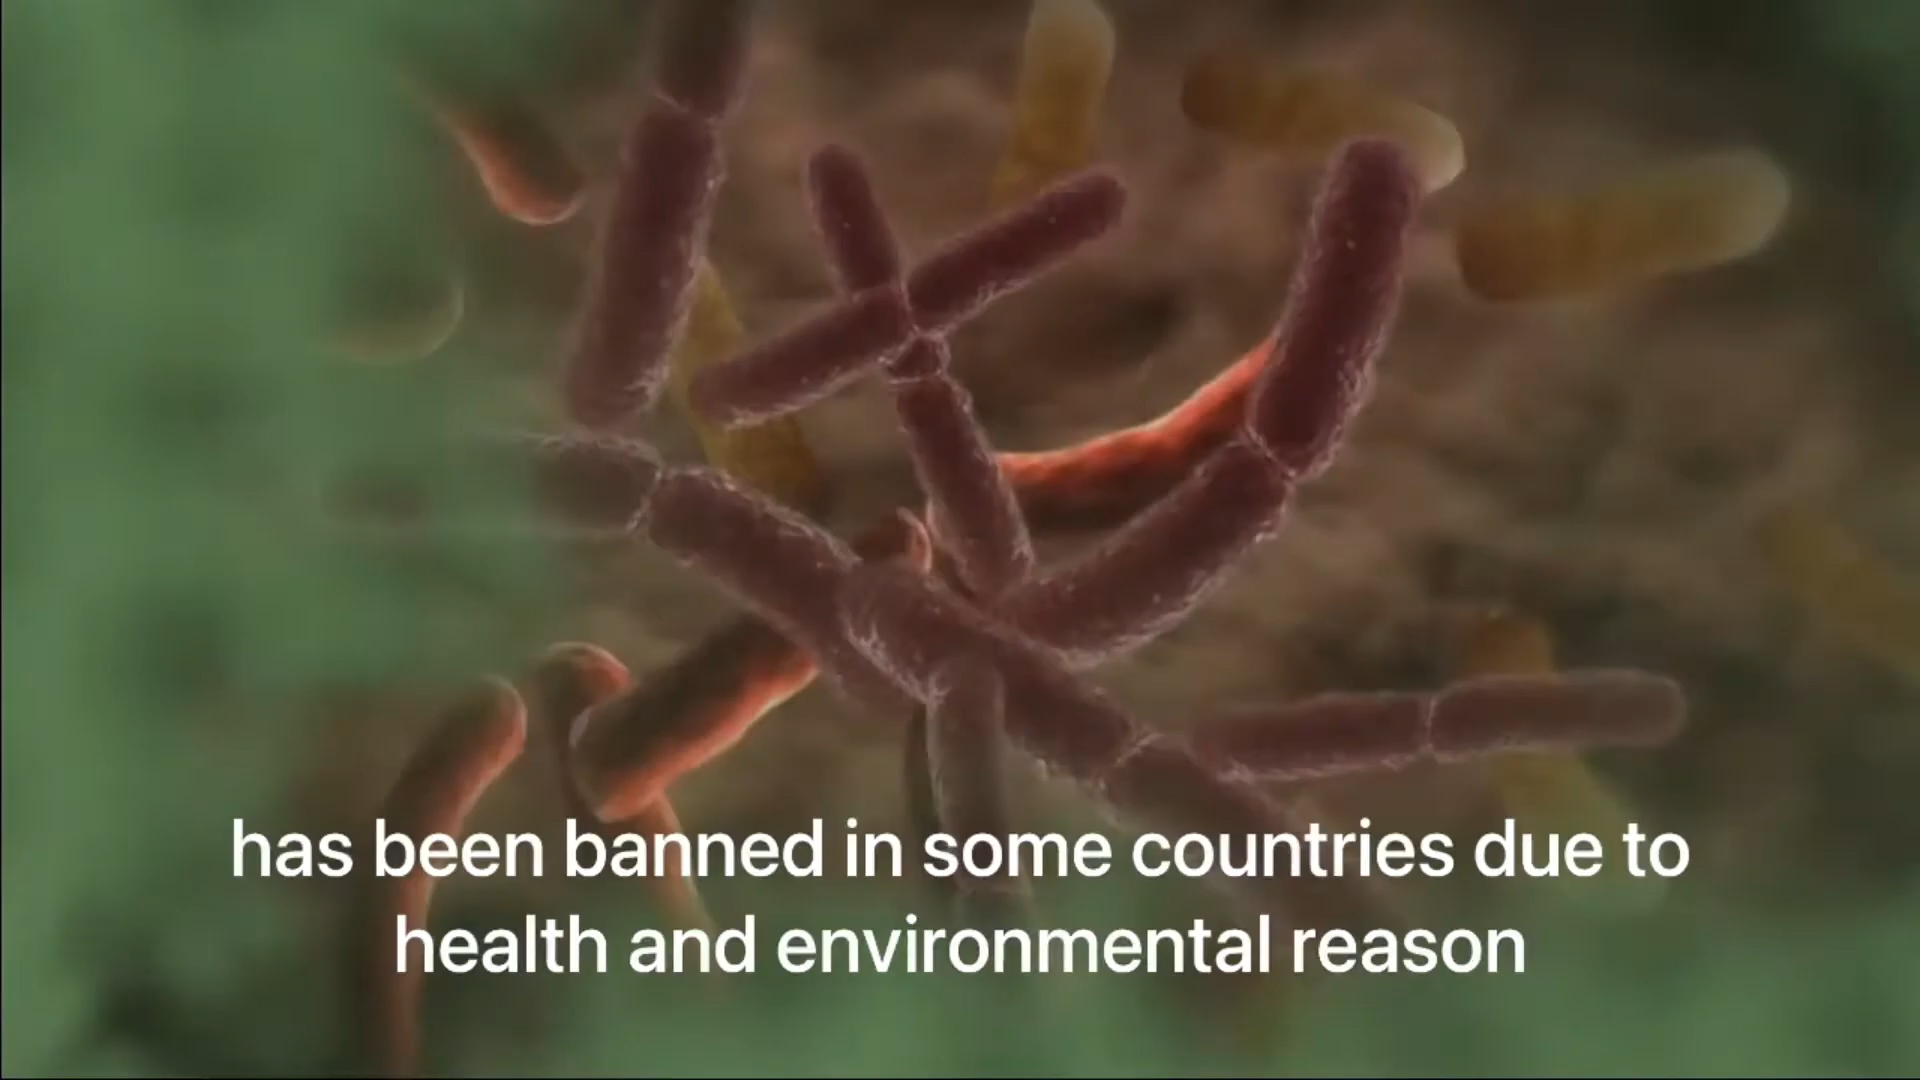 has been banned in some countries due to
health and environmental reason